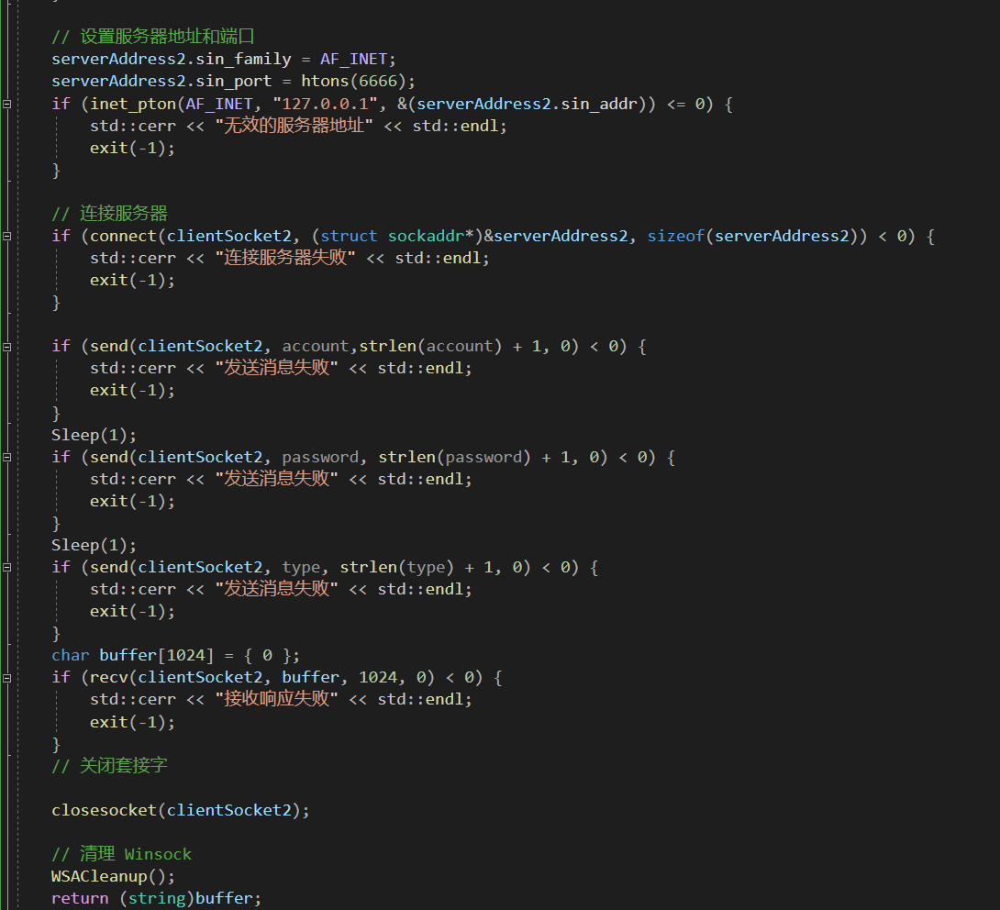 // 设置服务器地址和端口
serverAddress2.sin_family = AF_INET;
serverAddress2.sin_port = htons(6666);
if (inet_pton(AF_INET, "127.0.0.1", &(serverAddress2.sin_addr)) <= 0) {
std::cerr << "无效的服务器地址" << std::endl;
exit(-1);
}
// 连接服务器
if (connect(clientSocket2, (struct sockaddr*)&serverAddress2, sizeof(serverAddress2)) < 0) {
std::cerr << "连接服务器失败" << std::endl;
exit(-1);
}
if (send(clientSocket2, account,strlen(account) + 1, 0) < 0) {
std::cerr << "发送消息失败" << std::endl;
exit(-1);
}
Sleep(1);
if (send(clientSocket2, password, strlen(password) + 1, 0) < 0) {
std::cerr << "发送消息失败" << std::endl;
exit(-1);
}
Sleep(1);
if (send(clientSocket2, type, strlen(type) + 1, 0) < 0) {
std::cerr << "发送消息失败" << std::endl;
exit(-1);
}
char buffer[1024] = { 0 };
if (recv(clientSocket2, buffer, 1024, 0) < 0) {
std::cerr << "接收响应失败" << std::endl;
exit(-1);
}
// 关闭套接字
closesocket(clientSocket2);
// 清理 Winsock
WSACleanup();
return (string)buffer;